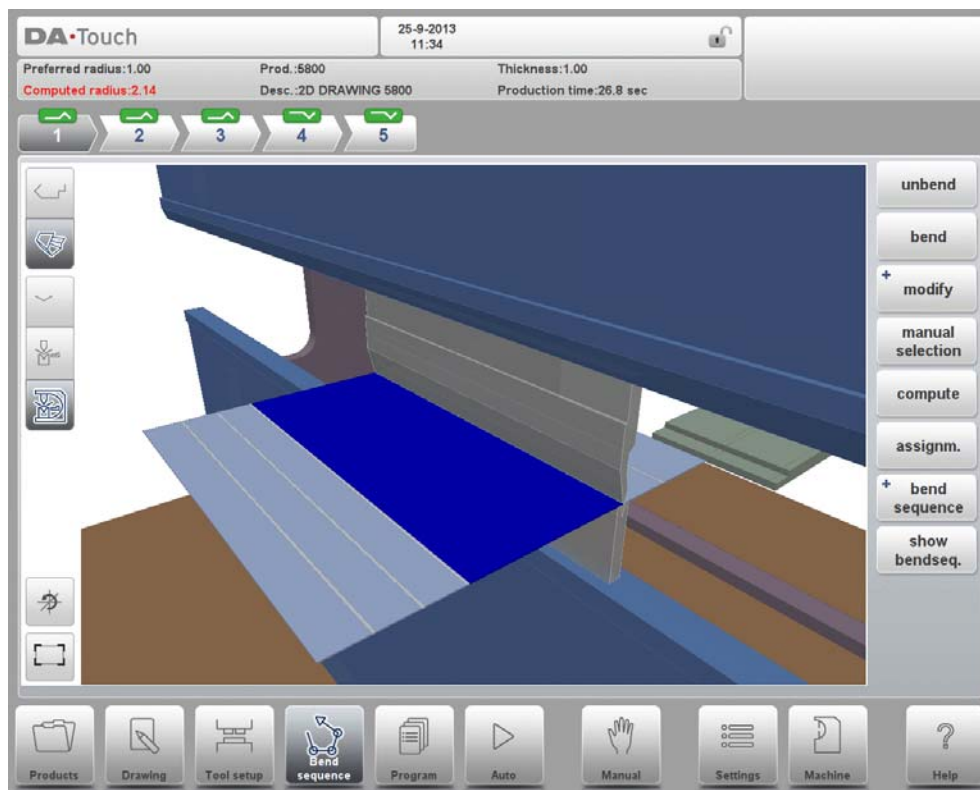 DA•Touch
25-9-2013
11:34
Preferred radius:1.00
Prod.:5800
Thickness:1.00
Computed radius:2.14
Desc.:2D DRAWING 5800
Production time:26.8 sec
1
2
3
4
5
unbend
bend
+
modify
manual
selection
compute
assignm.
+
bend
sequence
show
bendseq.
Products
Drawing
Tool setup
Bend
sequence
Program
Auto
Manual
Settings
Machine
?
Help